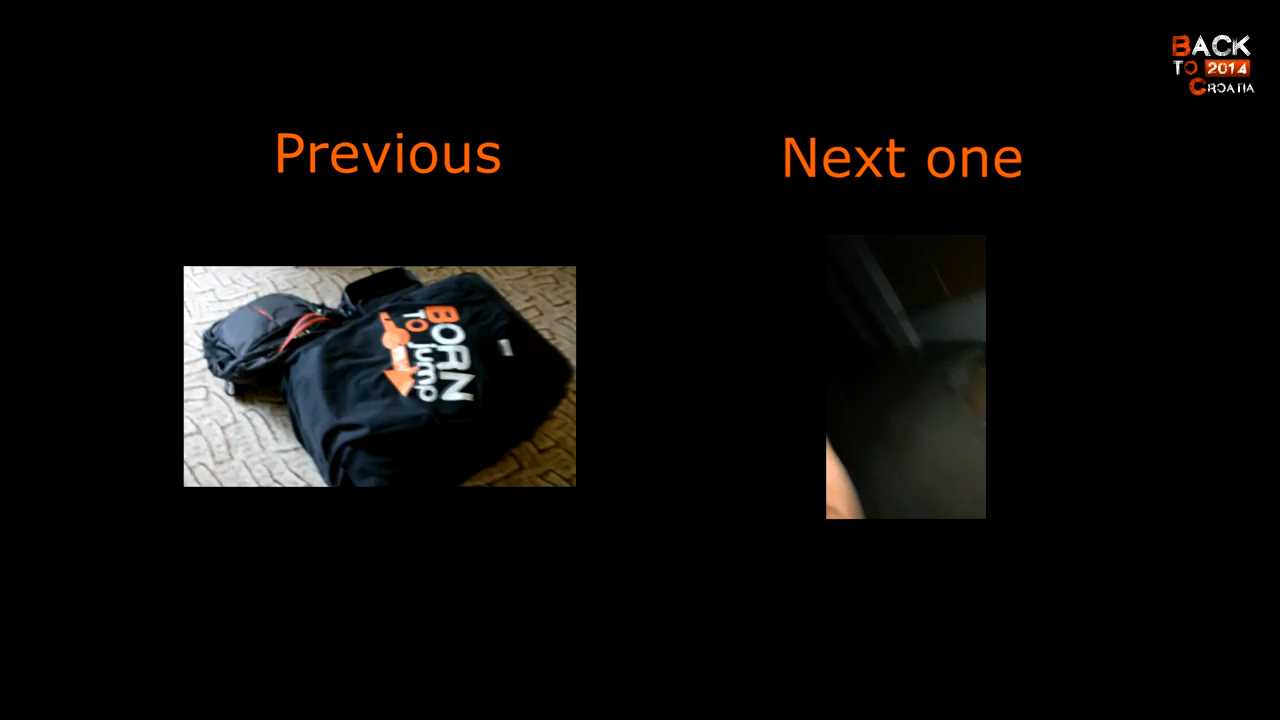 BACK
TO 2014
CROATIA
Previous
Next one
BORN
TO
jump